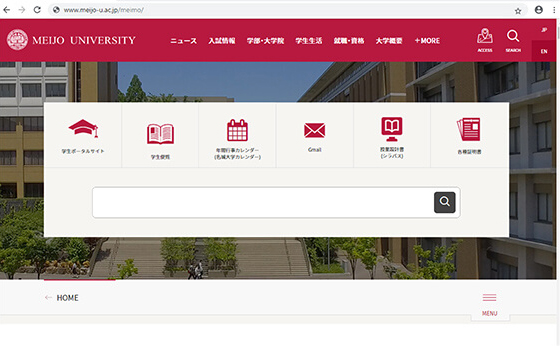 www.meijo-u.ac.jp/meimo/
MEIJO UNIVERSITY
ニュース 入試情報 学部・大学院 学生生活 就職・資格 大学概要 +MORE
ACCESS
SEARCH
JP
EN
学生ポータルサイト
学生便覧
年間行事カレンダー
(名城大学カレンダー)
Gmail
授業設計書
(シラバス)
各種証明書
← HOME
MENU